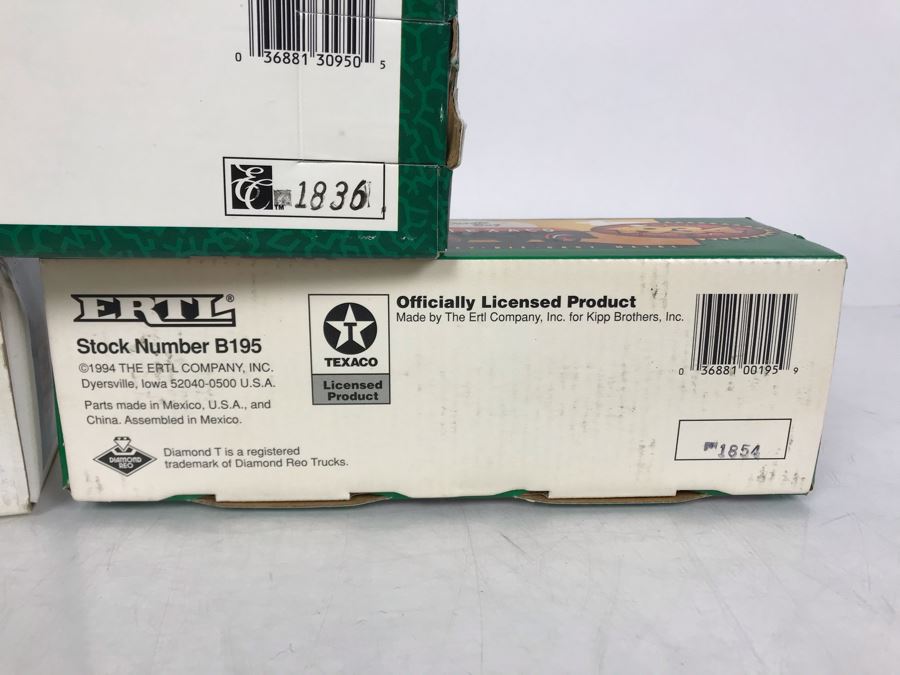 0 36881 30950 5
EC TM 1836
ERTL®
Stock Number B195
©1994 THE ERTL COMPANY, INC.
Dyersville, Iowa 52040-0500 U.S.A.
Parts made in Mexico, U.S.A., and
China. Assembled in Mexico.
DIAMOND
REO
Diamond T is a registered
trademark of Diamond Reo Trucks.
T
TEXACO
Licensed
Product
Officially Licensed Product
Made by The Ertl Company, Inc. for Kipp Brothers, Inc.
0 36881 00195 9
1854